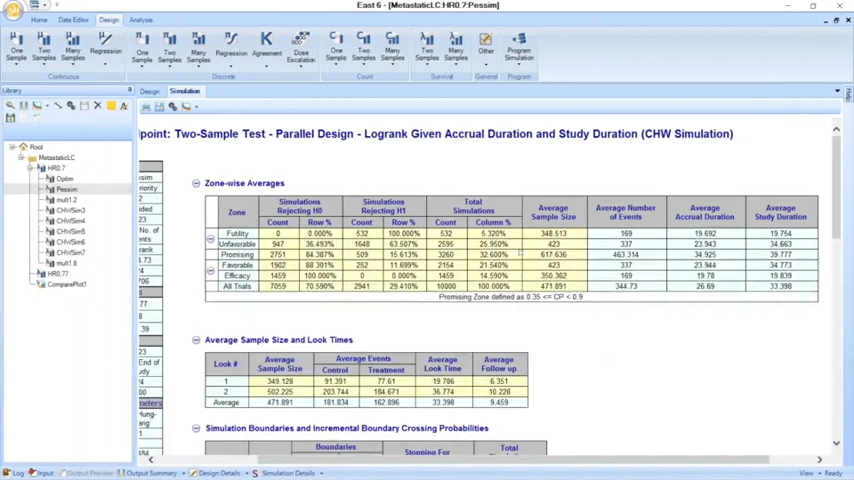 East 6 - [MetastaticLC:HR0.7:Pessim]
Home Data Editor Design Analysis
One Sample Two Samples Many Samples Regression One Sample Two Samples Many Samples Regression Agreement Dose Escalation One Sample Two Samples Many Samples Two Samples Many Samples Other Program Simulation
Continuous Discrete Count Survival General Program
Library Design Simulation Help
dpoint: Two-Sample Test - Parallel Design - Logrank Given Accrual Duration and Study Duration (CHW Simulation)
Root
MetastaticLC
HR0.7
Optim
Pessim
mult1.2
CHWSim3
CHWSim4
CHWSim5
CHWSim6
CHWSim7
mult1.8
HR0.77
ComparePlot1
Zone-wise Averages
Zone Simulations Rejecting H0 Simulations Rejecting H1 Total Simulations Average Sample Size Average Number of Events Average Accrual Duration Average Study Duration
Count Row % Count Row % Count Column %
Futility 0 0.000% 532 100.000% 532 5.320% 348.513 169 19.692 19.754
Unfavorable 947 36.493% 1648 63.507% 2595 25.950% 423 337 23.943 34.663
Promising 2751 84.387% 509 15.613% 3260 32.600% 617.636 463.314 34.925 39.777
Favorable 1902 88.301% 252 11.699% 2154 21.540% 423 337 23.944 34.773
Efficacy 1459 100.000% 0 0.000% 1459 14.590% 350.362 169 19.78 19.839
All Trials 7059 70.590% 2941 29.410% 10000 100.000% 471.891 344.73 26.69 33.398
Promising Zone defined as 0.35 <= CP < 0.9
Average Sample Size and Look Times
Look # Average Sample Size Average Events Average Look Time Average Follow up
Control Treatment
1 349.128 91.391 77.61 19.786 6.351
2 502.225 203.744 184.671 36.774 10.228
Average 471.891 181.834 162.896 33.398 9.459
Simulation Boundaries and Incremental Boundary Crossing Probabilities
Boundaries Stopping For Total
Log Input Output Preview Output Summary Design Details Simulation Details View Ready